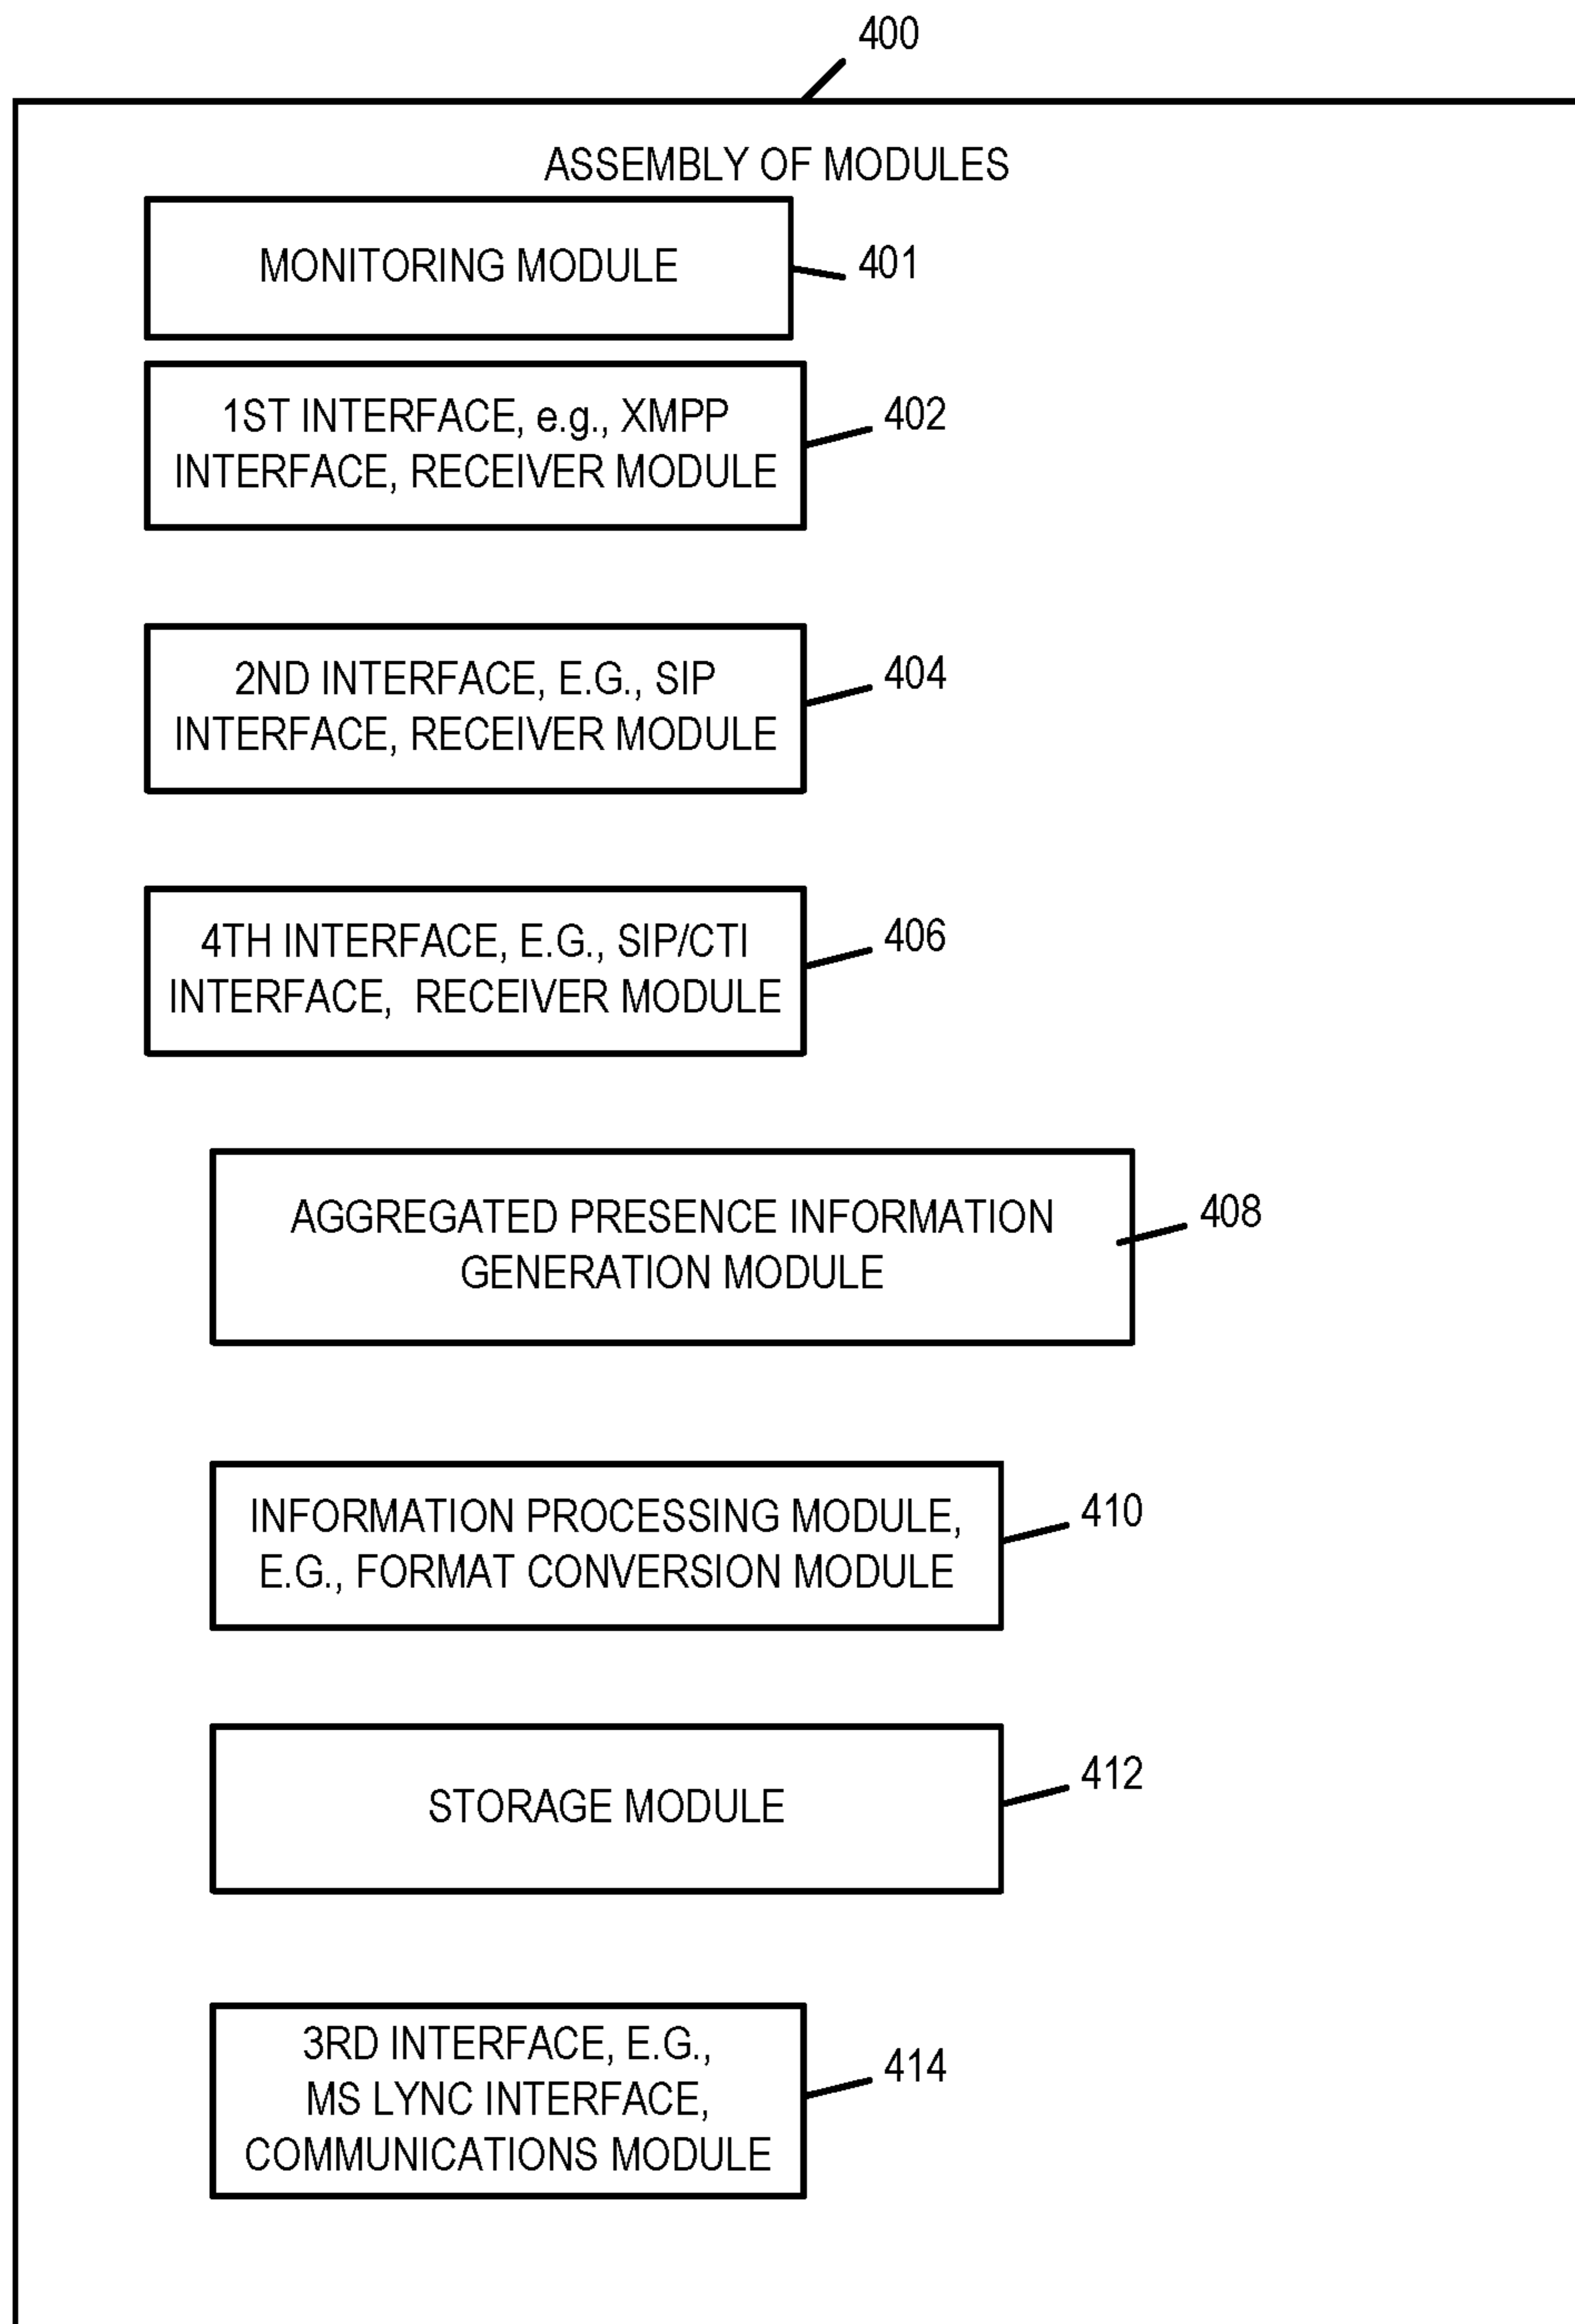 400
ASSEMBLY OF MODULES
MONITORING MODULE
401
1ST INTERFACE, e.g., XMPP
INTERFACE, RECEIVER MODULE
402
2ND INTERFACE, E.G., SIP
INTERFACE, RECEIVER MODULE
404
4TH INTERFACE, E.G., SIP/CTI
INTERFACE, RECEIVER MODULE
406
AGGREGATED PRESENCE INFORMATION
GENERATION MODULE
408
INFORMATION PROCESSING MODULE,
E.G., FORMAT CONVERSION MODULE
410
STORAGE MODULE
412
3RD INTERFACE, E.G.,
MS LYNC INTERFACE,
COMMUNICATIONS MODULE
414